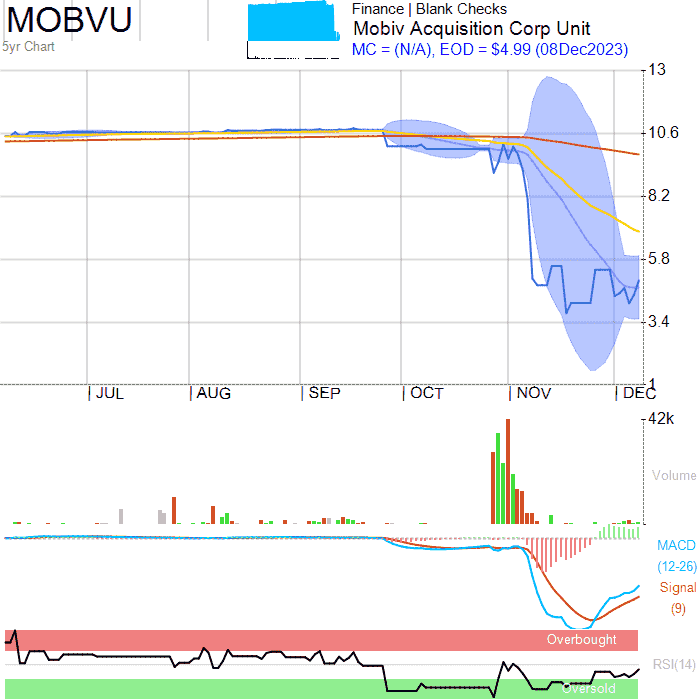 MOBVU
5yr Chart
Finance | Blank Checks
Mobiv Acquisition Corp Unit
MC = (N/A), EOD = $4.99 (08Dec2023)
13
10.6
8.2
5.8
3.4
1
JUL AUG SEP OCT NOV DEC
42k
Volume
MACD
(12-26)
Signal
(9)
Overbought
RSI(14)
Oversold